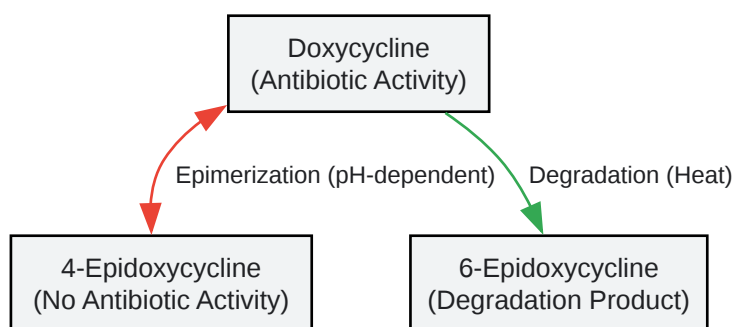 Doxycycline
(Antibiotic Activity)
Epimerization (pH-dependent)
Degradation (Heat)
4-Epidoxycycline
(No Antibiotic Activity)
6-Epidoxycycline
(Degradation Product)